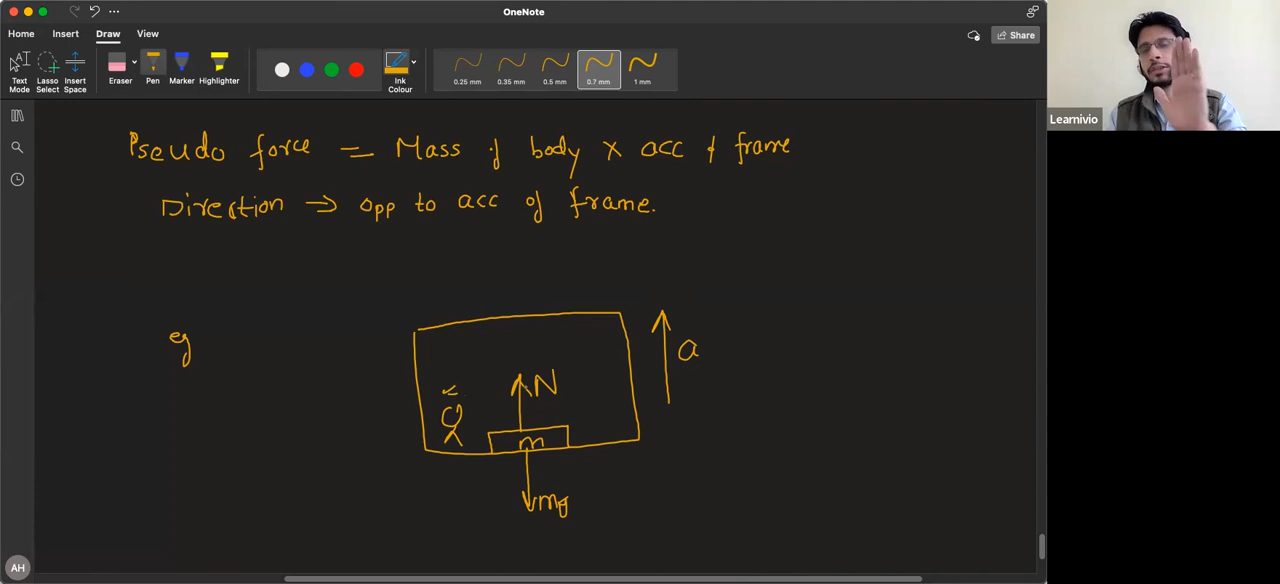 OneNote
Home Insert Draw View
Share
Text Mode
Lasso Select
Insert Space
Eraser
Pen
Marker
Highlighter
Ink Colour
0.25 mm
0.35 mm
0.5 mm
0.7 mm
1 mm
Learnivio
Pseudo force = Mass of body × acc of frame
Direction ⇒ opp to acc of frame.
eg
a
N
m
mg
AH